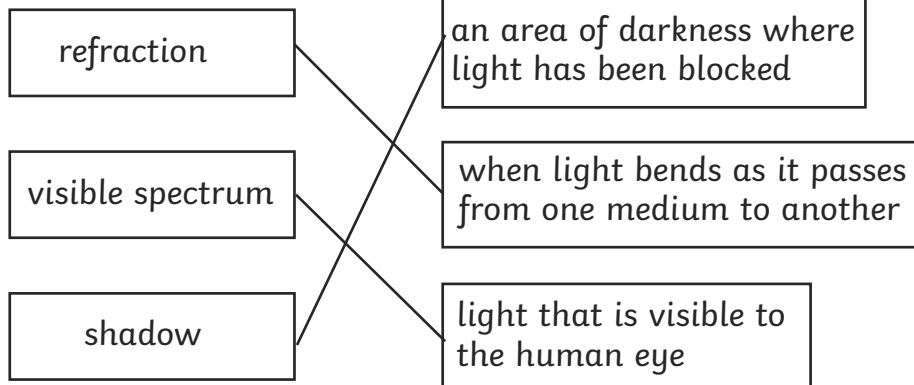 refraction
visible spectrum
shadow
an area of darkness where
light has been blocked
when light bends as it passes
from one medium to another
light that is visible to
the human eye